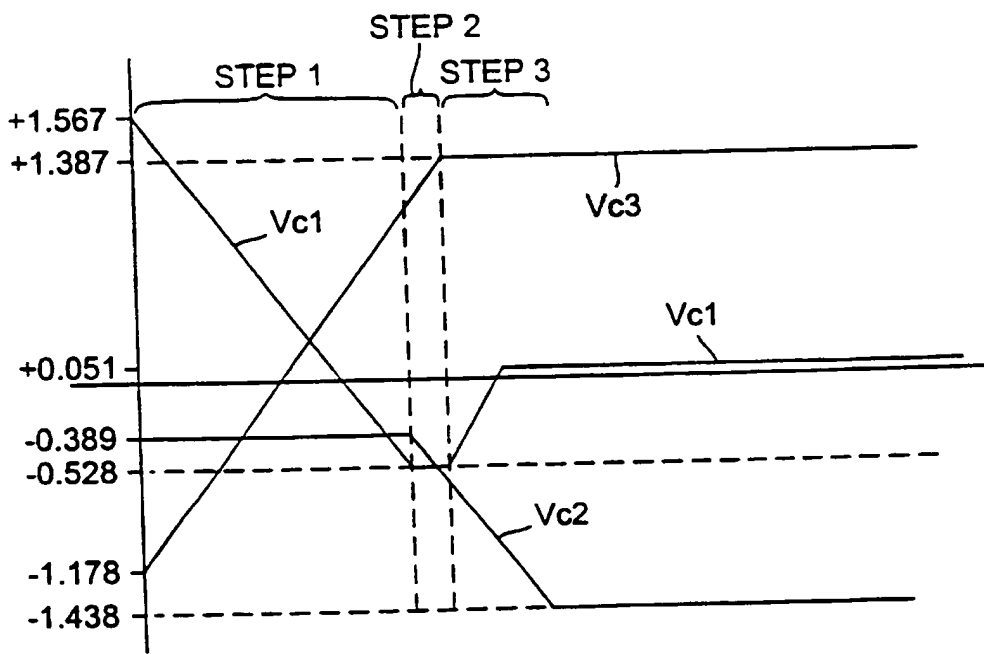 STEP 2
STEP 1
STEP 3
+1.567
+1.387
Vc1
Vc3
Vc1
+0.051
-0.389
-0.528
Vc2
-1.178
-1.438